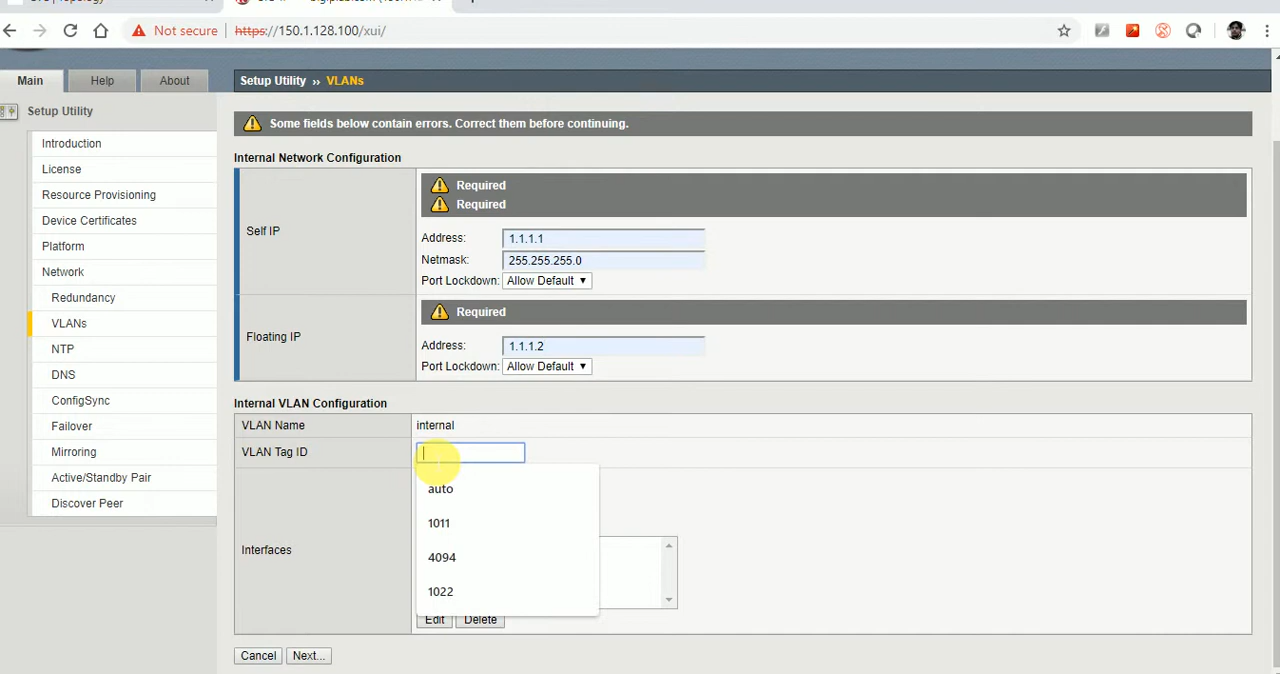 Not secure
https://150.1.128.100/xui/
Main
Help
About
Setup Utility ›› VLANs
Setup Utility
Introduction
License
Resource Provisioning
Device Certificates
Platform
Network
Redundancy
VLANs
NTP
DNS
ConfigSync
Failover
Mirroring
Active/Standby Pair
Discover Peer
Some fields below contain errors. Correct them before continuing.
Internal Network Configuration
Self IP
Required
Required
Address: 1.1.1.1
Netmask: 255.255.255.0
Port Lockdown: Allow Default
Floating IP
Required
Address: 1.1.1.2
Port Lockdown: Allow Default
Internal VLAN Configuration
VLAN Name internal
VLAN Tag ID
auto
1011
4094
1022
Interfaces
Edit Delete
Cancel Next...